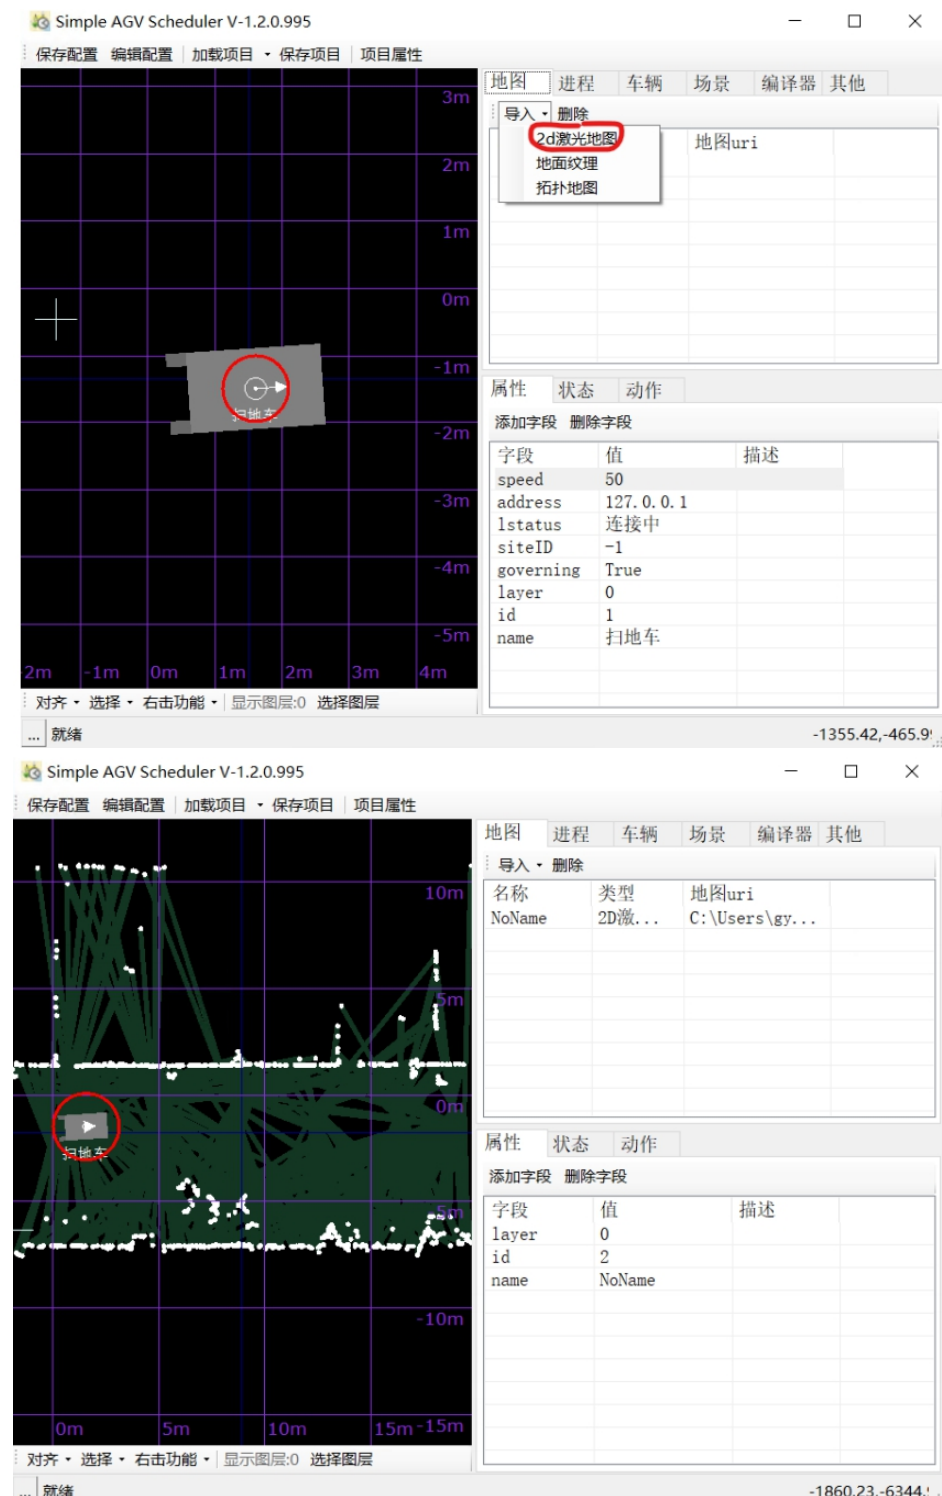 Simple AGV Scheduler V-1.2.0.995
保存配置 编辑配置 加载项目 保存项目 项目属性
地图 进程 车辆 场景 编译器 其他
导入 删除
2d激光地图
地面纹理
拓扑地图
地图uri
3m
2m
1m
0m
-1m
-2m
-3m
-4m
-5m
扫地车
2m -1m 0m 1m 2m 3m 4m
属性 状态 动作
添加字段 删除字段
字段 值 描述
speed 50
address 127.0.0.1
lstatus 连接中
siteID -1
governing True
layer 0
id 1
name 扫地车
对齐 选择 右击功能 显示图层:0 选择图层
... 就绪 -1355.42,-465.9
Simple AGV Scheduler V-1.2.0.995
保存配置 编辑配置 加载项目 保存项目 项目属性
地图 进程 车辆 场景 编译器 其他
导入 删除
名称 类型 地图uri
NoName 2D激... C:\Users\gy...
10m
5m
0m
-5m
-10m
扫地车
0m 5m 10m 15m -15m
属性 状态 动作
添加字段 删除字段
字段 值 描述
layer 0
id 2
name NoName
对齐 选择 右击功能 显示图层:0 选择图层
... 就绪 -1860.23,-6344.